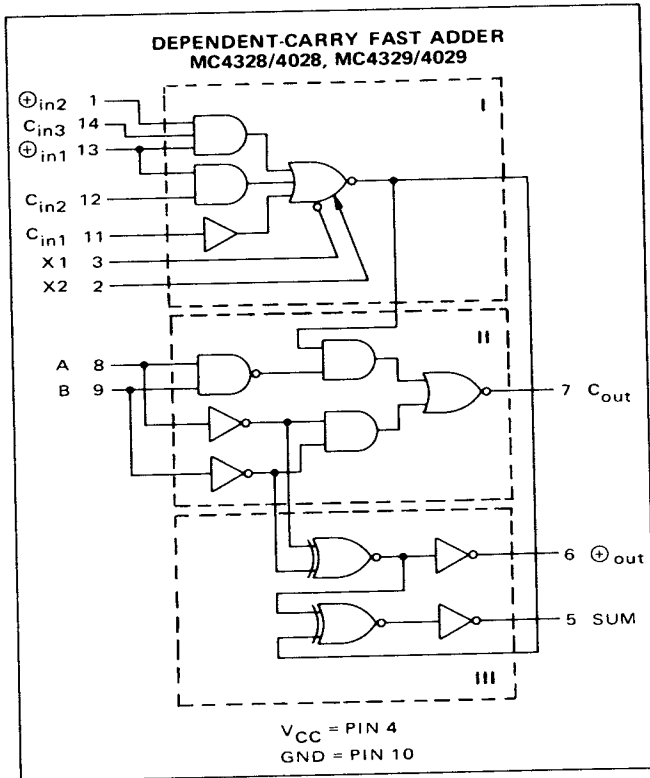 DEPENDENT-CARRY FAST ADDER
MC4328/4028, MC4329/4029
I
⊕in2 1
Cin3 14
⊕in1 13
Cin2 12
Cin1 11
X1 3
X2 2
II
A 8
B 9
7 Cout
6 ⊕out
5 SUM
III
VCC = PIN 4
GND = PIN 10